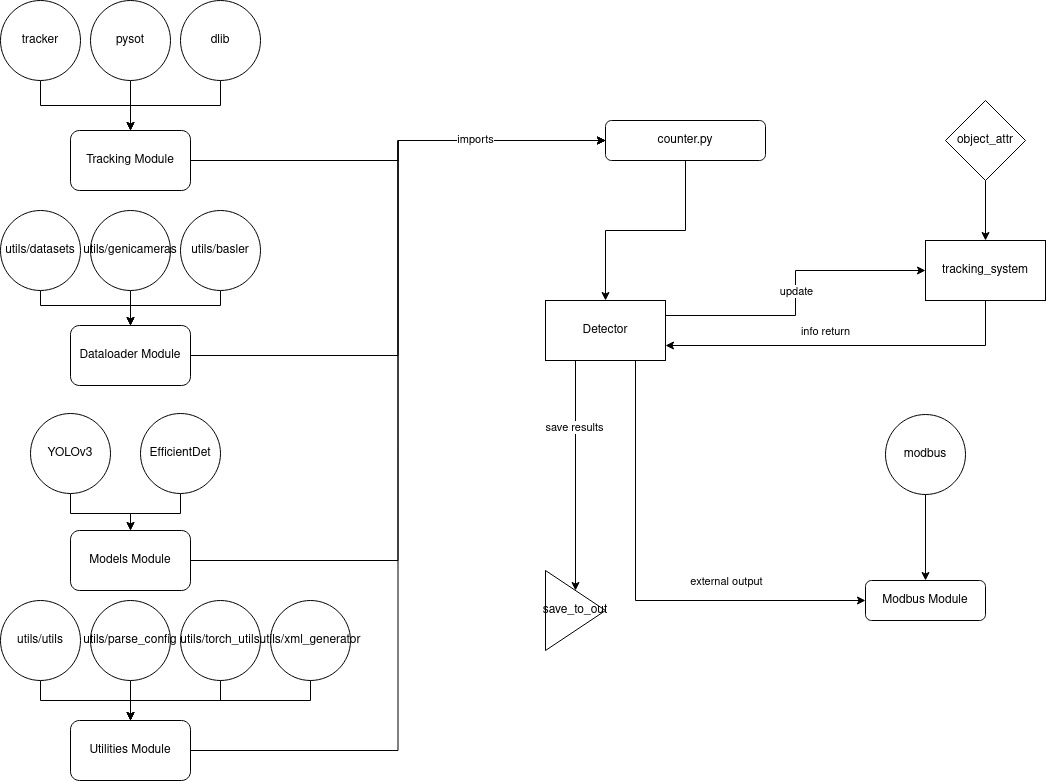 tracker
pysot
dlib
Tracking Module
imports
counter.py
object_attr
utils/datasets
utils/genicameras
utils/basler
tracking_system
update
Detector
info return
Dataloader Module
save results
YOLOv3
EfficientDet
modbus
Models Module
external output
Modbus Module
save_to_out
utils/utils
utils/parse_config
utils/torch_utils
utils/xml_generator
Utilities Module